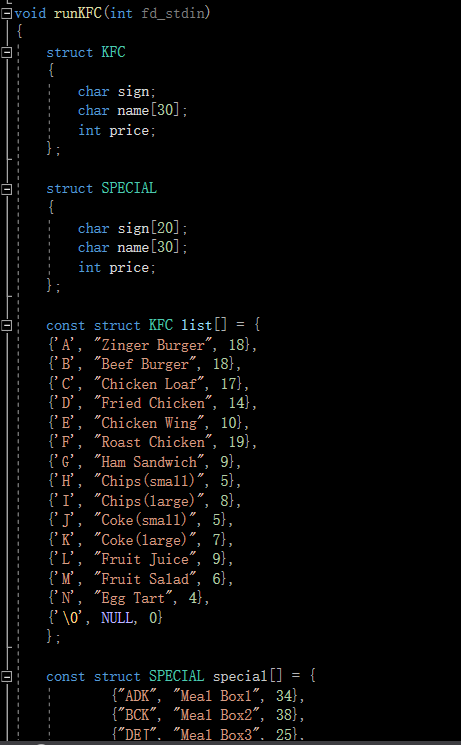 void runKFC(int fd_stdin)
{
struct KFC
{
char sign;
char name[30];
int price;
};
struct SPECIAL
{
char sign[20];
char name[30];
int price;
};
const struct KFC list[] = {
{'A', "Zinger Burger", 18},
{'B', "Beef Burger", 18},
{'C', "Chicken Loaf", 17},
{'D', "Fried Chicken", 14},
{'E', "Chicken Wing", 10},
{'F', "Roast Chicken", 19},
{'G', "Ham Sandwich", 9},
{'H', "Chips(small)", 5},
{'I', "Chips(large)", 8},
{'J', "Coke(small)", 5},
{'K', "Coke(large)", 7},
{'L', "Fruit Juice", 9},
{'M', "Fruit Salad", 6},
{'N', "Egg Tart", 4},
{'\0', NULL, 0}
};
const struct SPECIAL special[] = {
{"ADK", "Meal Box1", 34},
{"BCK", "Meal Box2", 38},
"Meal Box3", 25},